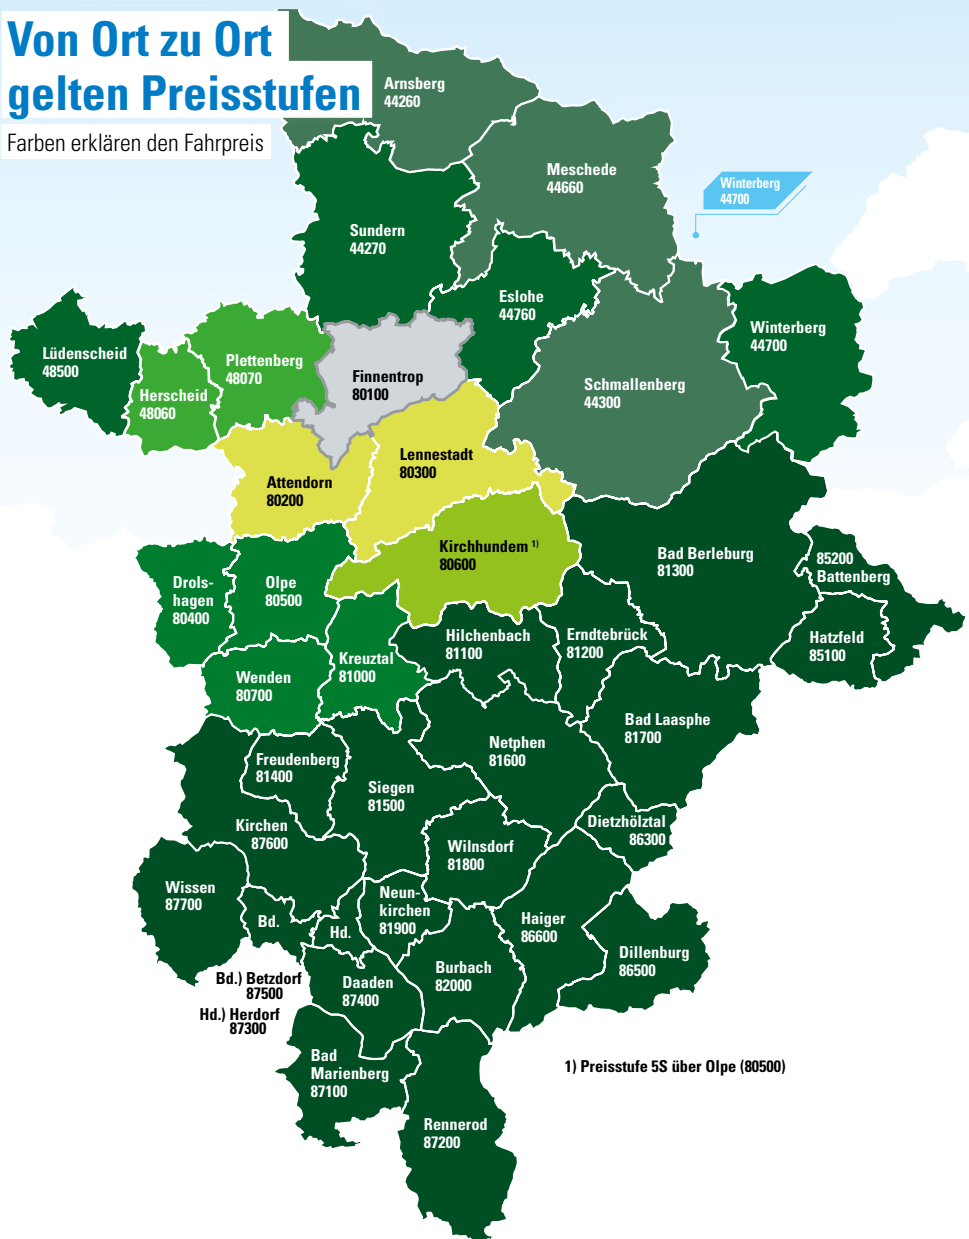 Von Ort zu Ort
gelten Preisstufen
Farben erklären den Fahrpreis
Arnsberg
44260
Meschede
44660
Winterberg
44700
Sundern
44270
Eslohe
44760
Winterberg
44700
Lüdenscheid
48500
Herscheid
48060
Plettenberg
48070
Finnentrop
80100
Schmallenberg
44300
Attendorn
80200
Lennestadt
80300
Kirchhundem 1)
80600
Bad Berleburg
81300
85200
Battenberg
Drols-
hagen
80400
Olpe
80500
Hilchenbach
81100
Erndtebrück
81200
Hatzfeld
85100
Wenden
80700
Kreuztal
81000
Bad Laasphe
81700
Netphen
81600
Freudenberg
81400
Siegen
81500
Kirchen
87600
Dietzhölztal
86300
Wilnsdorf
81800
Wissen
87700
Bd.
Hd.
Neun-
kirchen
81900
Haiger
86600
Dillenburg
86500
Bd.) Betzdorf
87500
Hd.) Herdorf
87300
Daaden
87400
Burbach
82000
Bad
Marienberg
87100
Rennerod
87200
1) Preisstufe 5S über Olpe (80500)